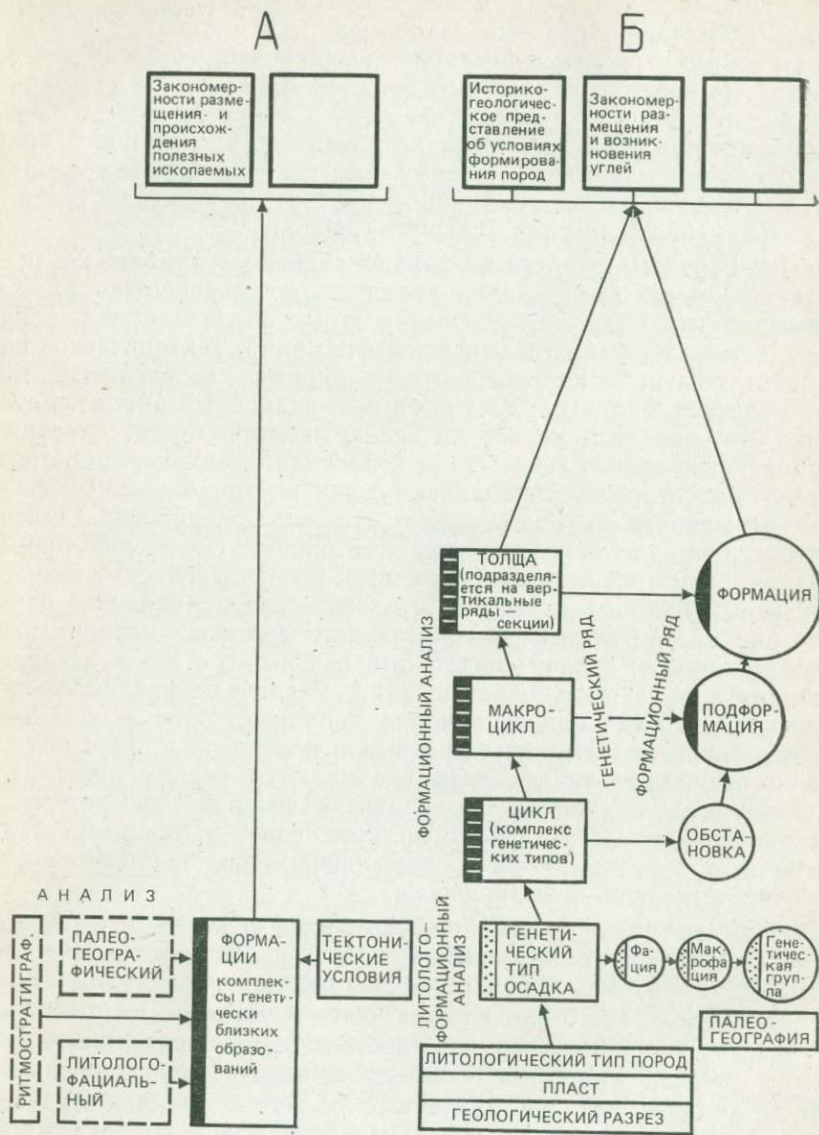 А
Б
Закономер-
ности разме-
щения и
происхож-
дения
полезных
ископаемых
Историко-
геологичес-
кое пред-
ставление
об условиях
формирова-
ния пород
Закономер-
ности раз-
мещения
и возник-
новения
углей
ФОРМАЦИОННЫЙ АНАЛИЗ
ТОЛЩА
(подразделя-
ется на вер-
тикальные
ряды —
секции)
ФОРМАЦИЯ
ГЕНЕТИЧЕСКИЙ РЯД
ФОРМАЦИОННЫЙ РЯД
МАКРО-
ЦИКЛ
ПОДФОР-
МАЦИЯ
ЦИКЛ
(комплекс
генетичес-
ких типов)
ОБСТА-
НОВКА
АНАЛИЗ
РИТМОСТРАТИГРАФ.
ПАЛЕО-
ГЕОГРА-
ФИЧЕСКИЙ
ЛИТОЛОГО-
ФАЦИАЛЬ-
НЫЙ
ФОРМА-
ЦИИ
комплек-
сы генети-
чески
близких
образо-
ваний
ТЕКТОНИ-
ЧЕСКИЕ
УСЛОВИЯ
ЛИТОЛОГО-
ФОРМАЦИОННЫЙ
АНАЛИЗ
ГЕНЕТИ-
ЧЕСКИЙ
ТИП
ОСАДКА
Фа-
ция
Мак-
рофа-
ция
Гене-
тичес-
кая груп-
па
ПАЛЕО-
ГЕОГРАФИЯ
ЛИТОЛОГИЧЕСКИЙ ТИП ПОРОД
ПЛАСТ
ГЕОЛОГИЧЕСКИЙ РАЗРЕЗ